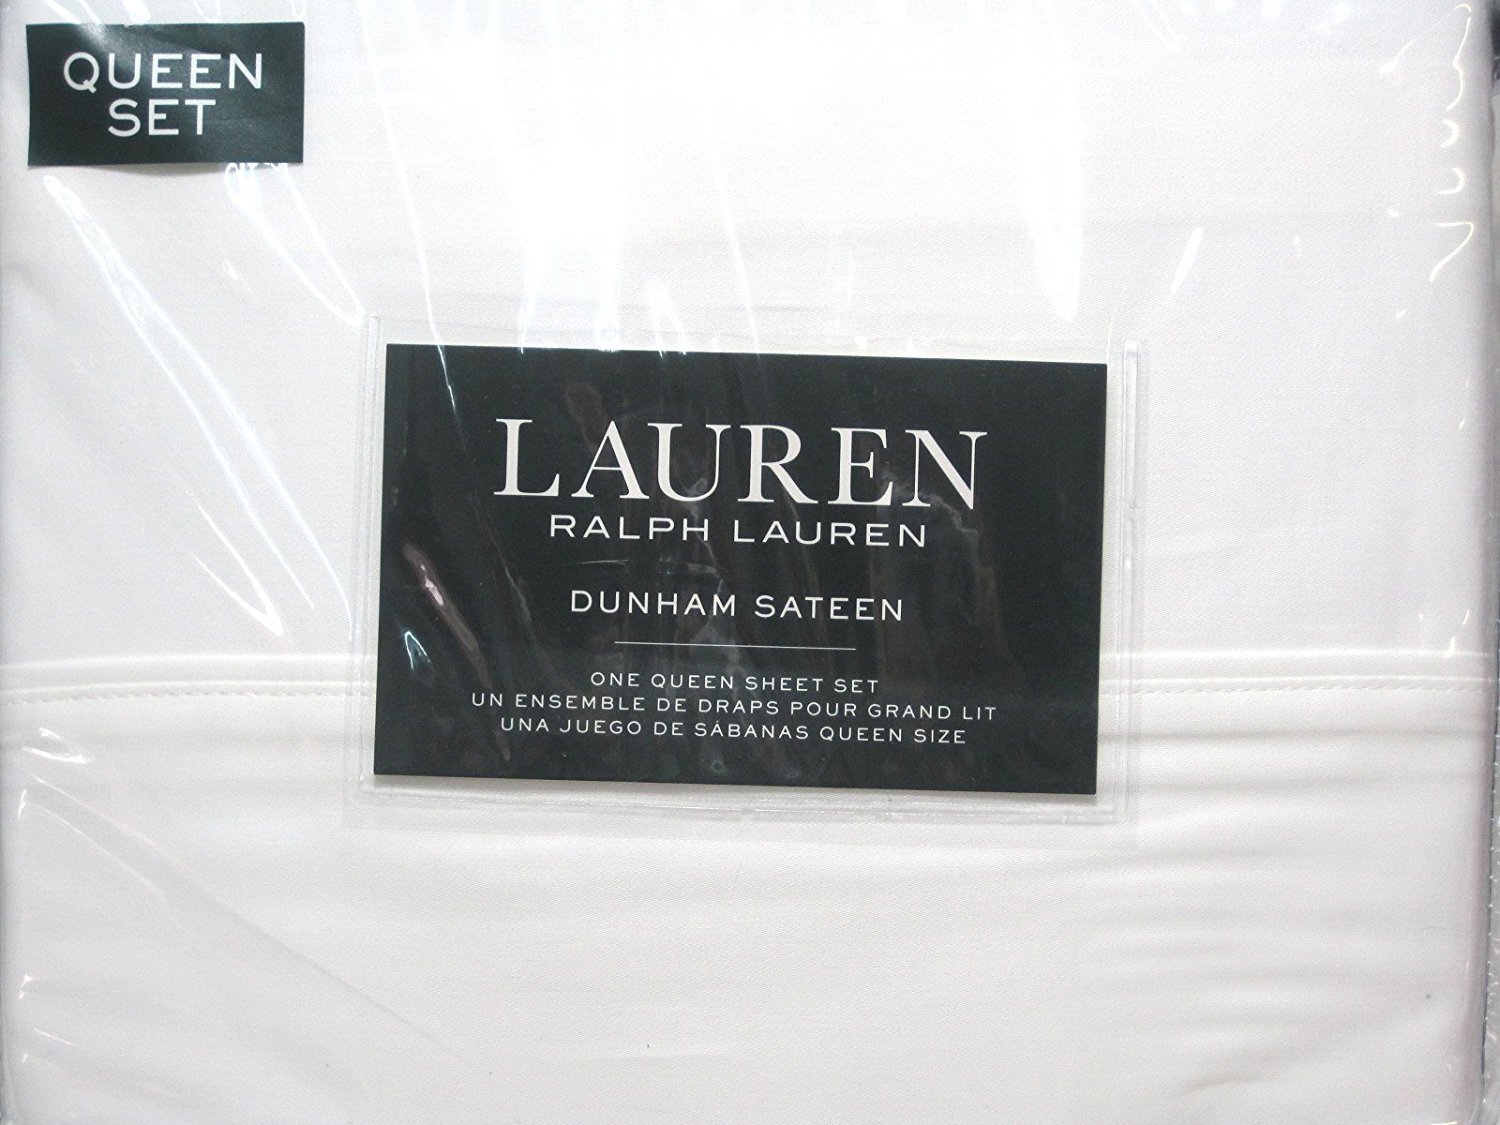 QUEEN
SET
LAUREN
RALPH LAUREN
DUNHAM SATEEN
ONE QUEEN SHEET SET
UN ENSEMBLE DE DRAPS POUR GRAND LIT
UNA JUEGO DE SÁBANAS QUEEN SIZE